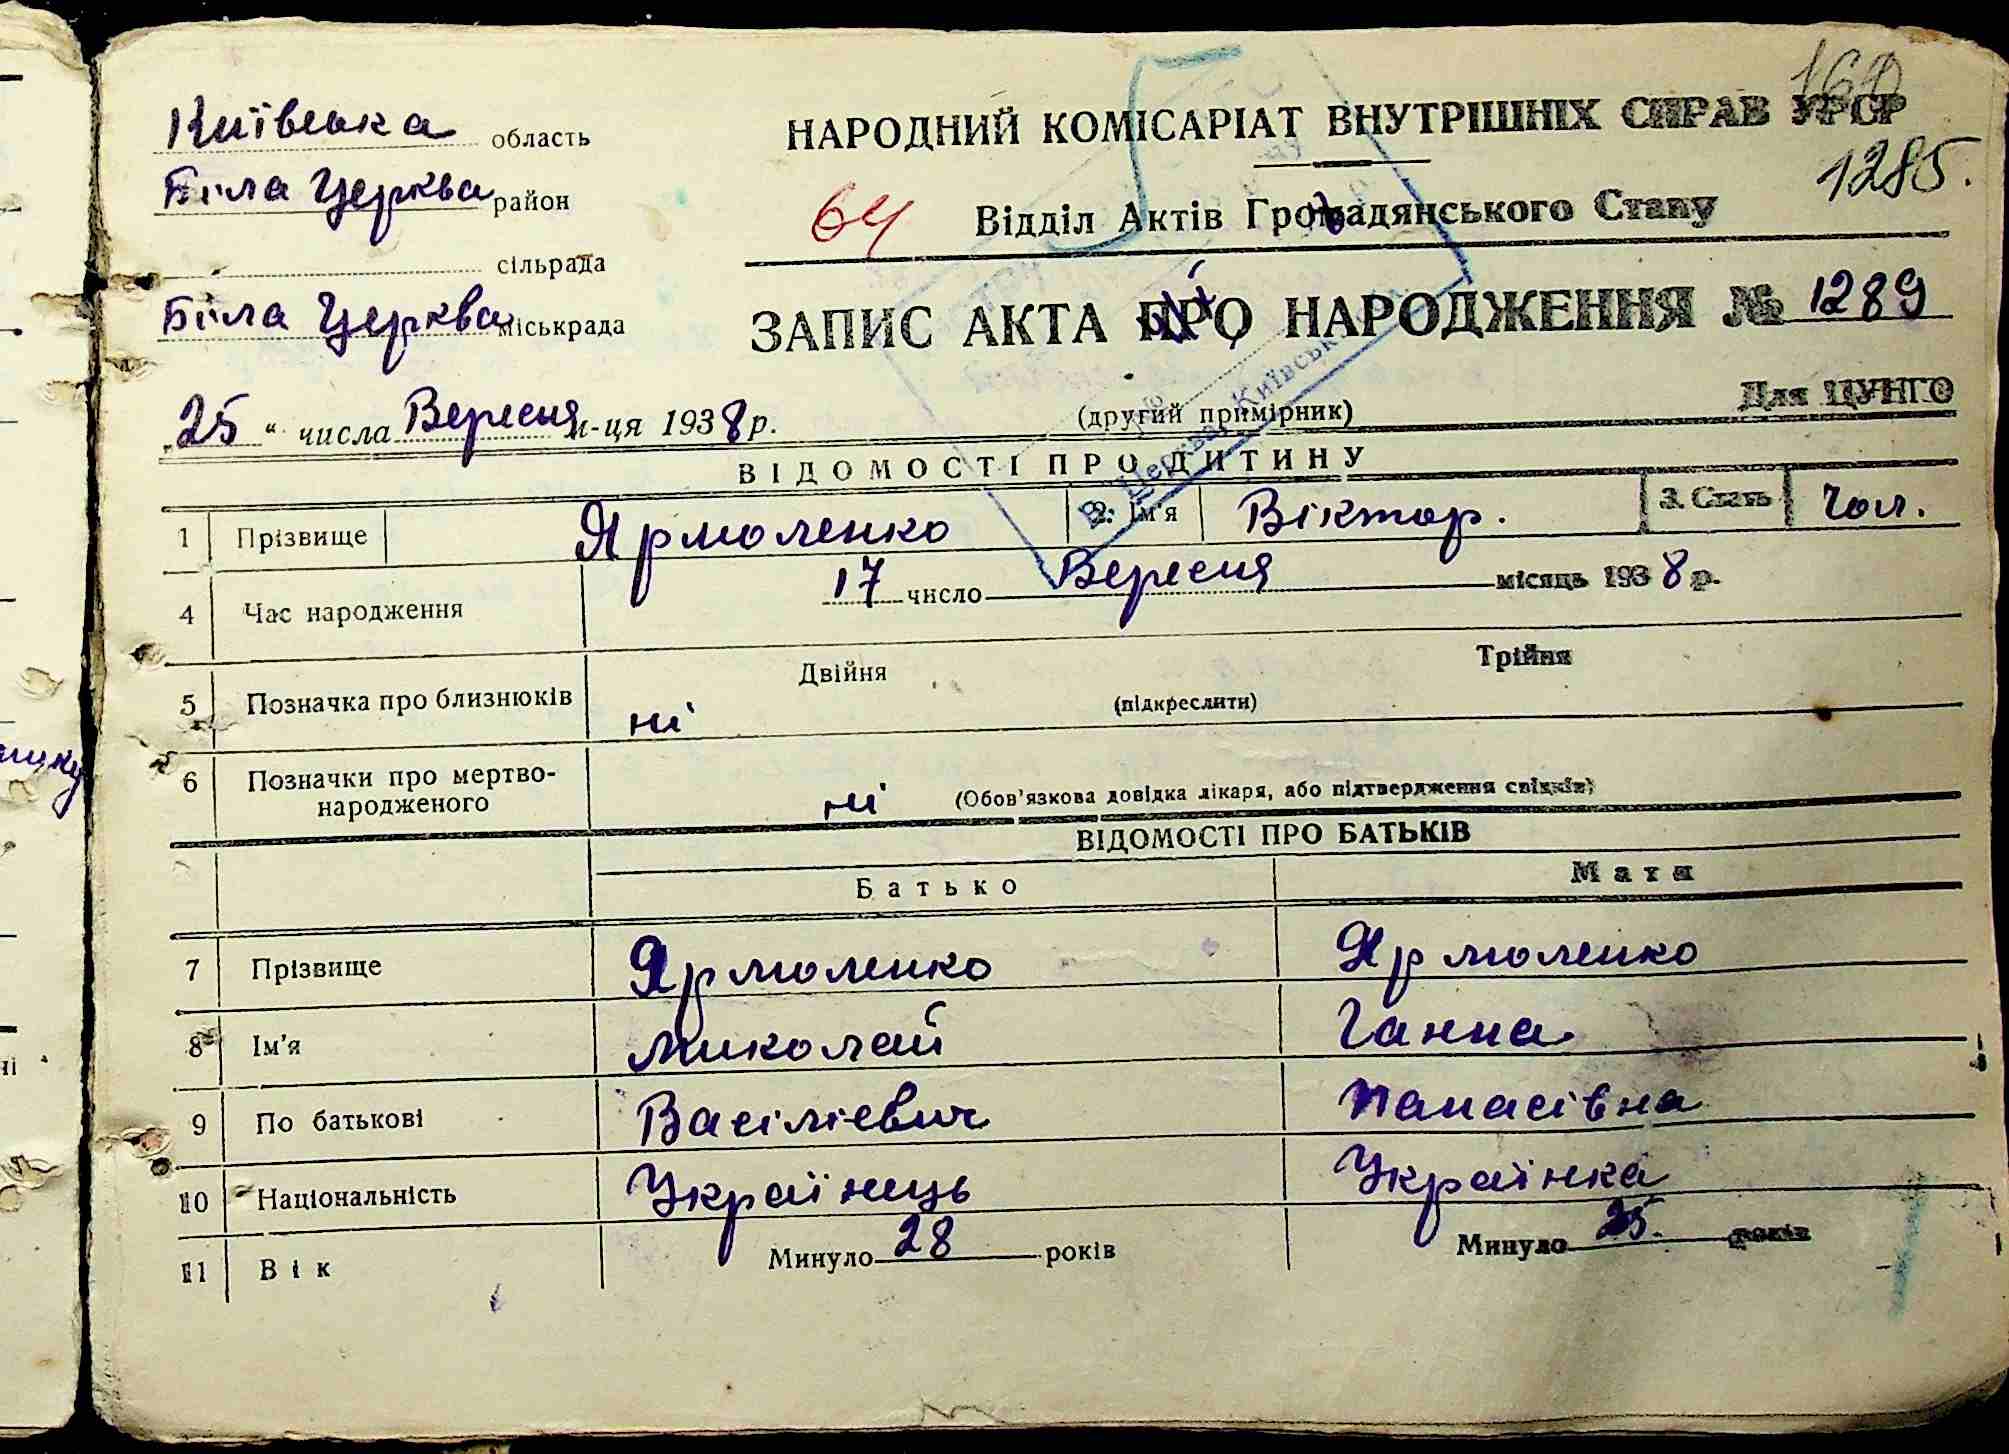 160
Київська область
НАРОДНИЙ КОМІСАРІАТ ВНУТРІШНІХ СПРАВ УРСР
1285.
Біла Церква район
64 Відділ Актів Громадянського Стану
сільрада
Біла Церква міськрада
ЗАПИС АКТА ПРО НАРОДЖЕННЯ № 1289
„25“ числа Вересня м-ця 1938 р.
(другий примірник)
Для ЦУНГО
ВІДОМОСТІ ПРО ДИТИНУ
1 Прізвище Ярмоленко 2. Ім'я Віктор. 3. Стать Чол.
4 Час народження 17 число Вересня місяць 1938 р.
5 Позначка про близнюків ні Двійня (підкреслити) Трійня
6 Позначки про мертво-
народженого ні (Обов'язкова довідка лікаря, або підтвердження свідків)
ВІДОМОСТІ ПРО БАТЬКІВ
Батько Мати
7 Прізвище Ярмоленко Ярмоленко
8 Ім'я Миколай Ганна
9 По батькові Васілієвич Панасівна
10 Національність Українець Українка
11 Вік Минуло 28 років Минуло 25. років